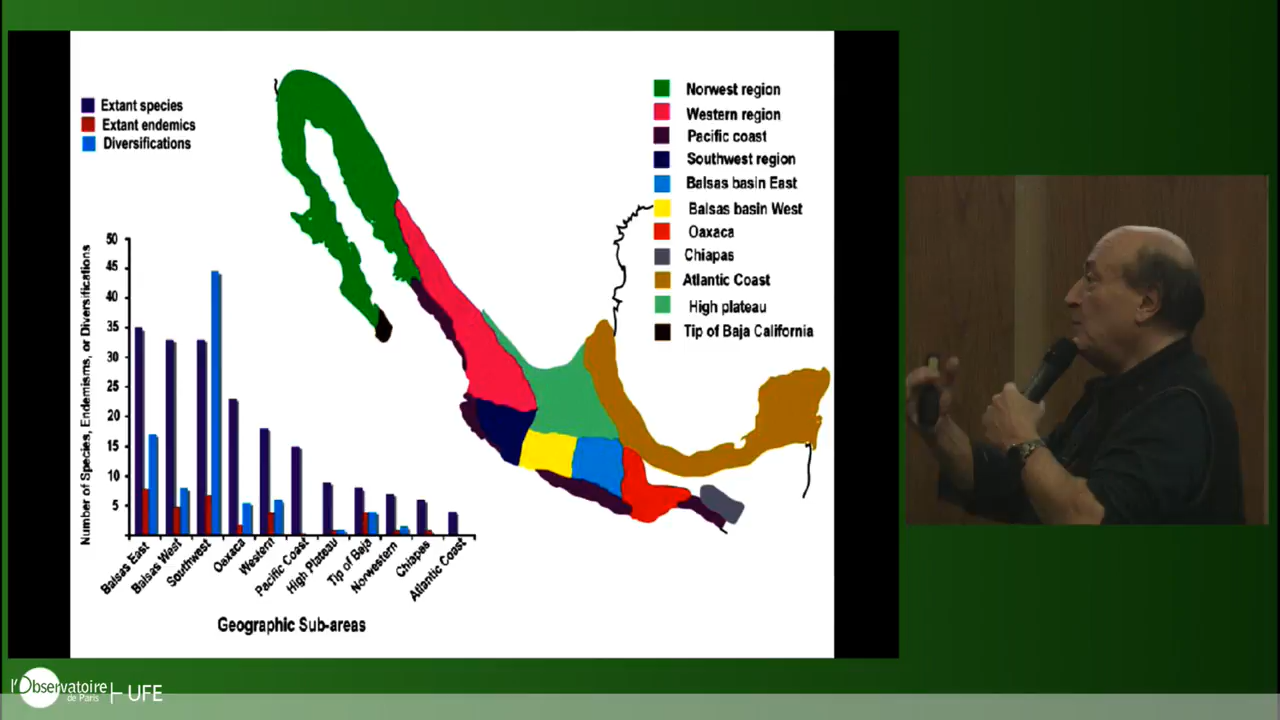 Extant species
Extant endemics
Diversifications
Norwest region
Western region
Pacific coast
Southwest region
Balsas basin East
Balsas basin West
Oaxaca
Chiapas
Atlantic Coast
High plateau
Tip of Baja California
Number of Species, Endemisms, or Diversifications
50
45
40
35
30
25
20
15
10
5
Balsas East
Balsas West
Southwest
Oaxaca
Western
Pacific Coast
High Plateau
Tip of Baja
Norwestern
Chiapas
Atlantic Coast
Geographic Sub-areas
l'Observatoire
de Paris
UFE